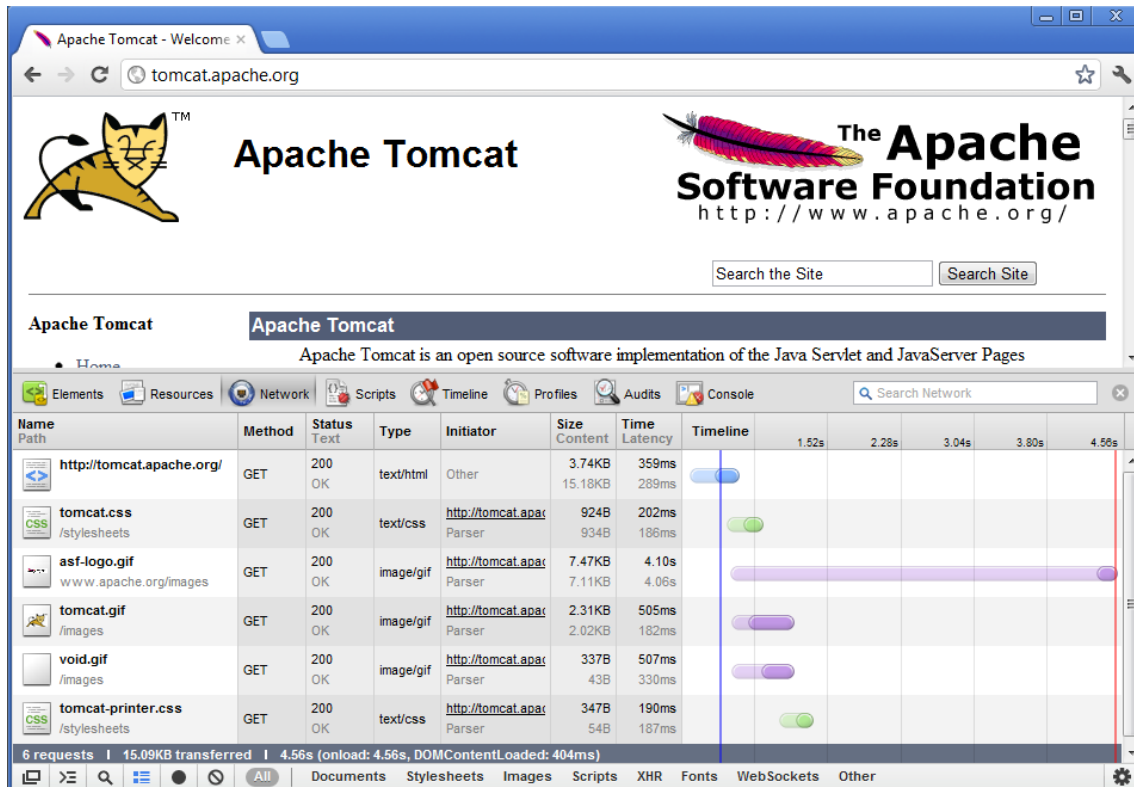 Apache Tomcat - Welcome
tomcat.apache.org
TM
Apache Tomcat
The Apache
Software Foundation
http://www.apache.org/
Search the Site Search Site
Apache Tomcat
Apache Tomcat
Apache Tomcat is an open source software implementation of the Java Servlet and JavaServer Pages
Home
Elements Resources Network Scripts Timeline Profiles Audits Console Search Network
Name Method Status Type Initiator Size Time Timeline
Path Text Content Latency 1.52s 2.28s 3.04s 3.80s 4.56s
http://tomcat.apache.org/ GET 200 text/html Other 3.74KB 359ms
OK 15.18KB 289ms
CSS tomcat.css GET 200 text/css http://tomcat.apac 924B 202ms
/stylesheets OK Parser 934B 186ms
asf-logo.gif GET 200 image/gif http://tomcat.apac 7.47KB 4.10s
www.apache.org/images OK Parser 7.11KB 4.06s
tomcat.gif GET 200 image/gif http://tomcat.apac 2.31KB 505ms
/images OK Parser 2.02KB 182ms
void.gif GET 200 image/gif http://tomcat.apac 337B 507ms
/images OK Parser 43B 330ms
CSS tomcat-printer.css GET 200 text/css http://tomcat.apac 347B 190ms
/stylesheets OK Parser 54B 187ms
6 requests I 15.09KB transferred I 4.56s (onload: 4.56s, DOMContentLoaded: 404ms)
All Documents Stylesheets Images Scripts XHR Fonts WebSockets Other